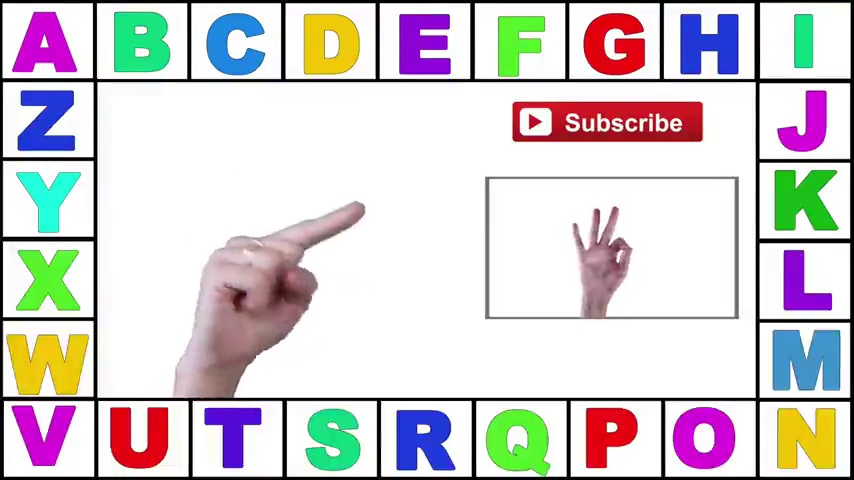 A B C D E F G H I
Z Subscribe J
Y K
X L
W M
V U T S R Q P O N